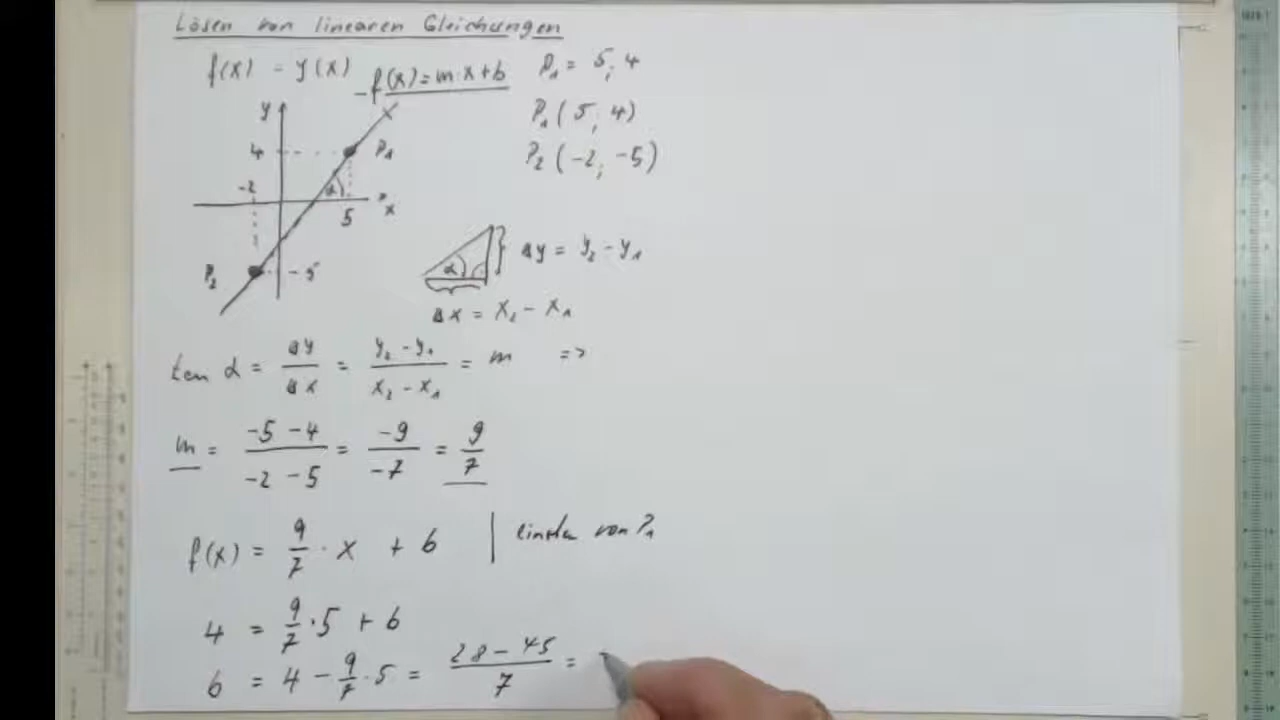 Lösen von linearen Gleichungen
f(x) = y(x)
f(x) = m·x+b
P₁ = 5; 4
P₁ (5; 4)
P₂ (-2; -5)
y
4
P₁
-2
α
x
5
P₂
-5
α
Δy = y₂ - y₁
Δx = x₂ - x₁
tan α = Δy/Δx = (y₂ - y₁)/(x₂ - x₁) = m =>
m = (-5 - 4)/(-2 - 5) = -9/-7 = 9/7
f(x) = 9/7 · x + b | von P₁
4 = 9/7 · 5 + b
b = 4 - 9/7 · 5 = (28 - 45)/7 =